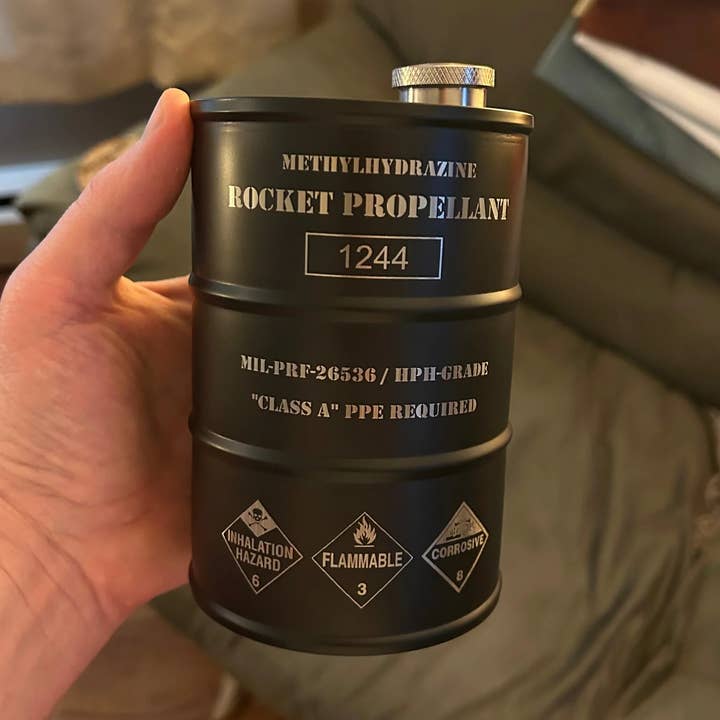 METHYLHYDRAZINE
ROCKET PROPELLANT
1244
MIL-PRF-26536 / HPH-GRADE
"CLASS A" PPE REQUIRED
INHALATION
HAZARD
6
FLAMMABLE
3
CORROSIVE
8